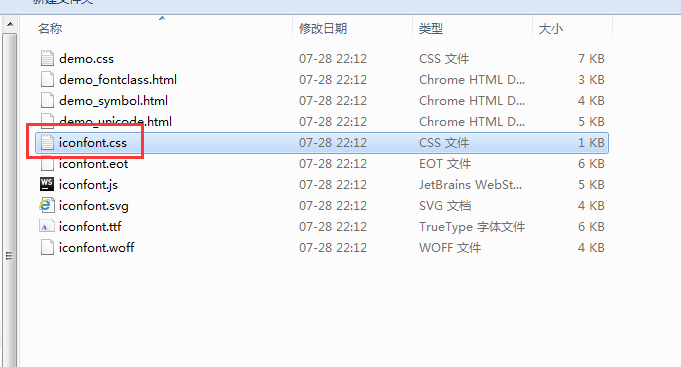 新建文件夹
名称 修改日期 类型 大小
demo.css 07-28 22:12 CSS 文件 7 KB
demo_fontclass.html 07-28 22:12 Chrome HTML D... 3 KB
demo_symbol.html 07-28 22:12 Chrome HTML D... 4 KB
demo_unicode.html 07-28 22:12 Chrome HTML D... 5 KB
iconfont.css 07-28 22:12 CSS 文件 1 KB
iconfont.eot 07-28 22:12 EOT 文件 6 KB
WS iconfont.js 07-28 22:12 JetBrains WebSt... 5 KB
iconfont.svg 07-28 22:12 SVG 文档 4 KB
iconfont.ttf 07-28 22:12 TrueType 字体文件 6 KB
iconfont.woff 07-28 22:12 WOFF 文件 4 KB